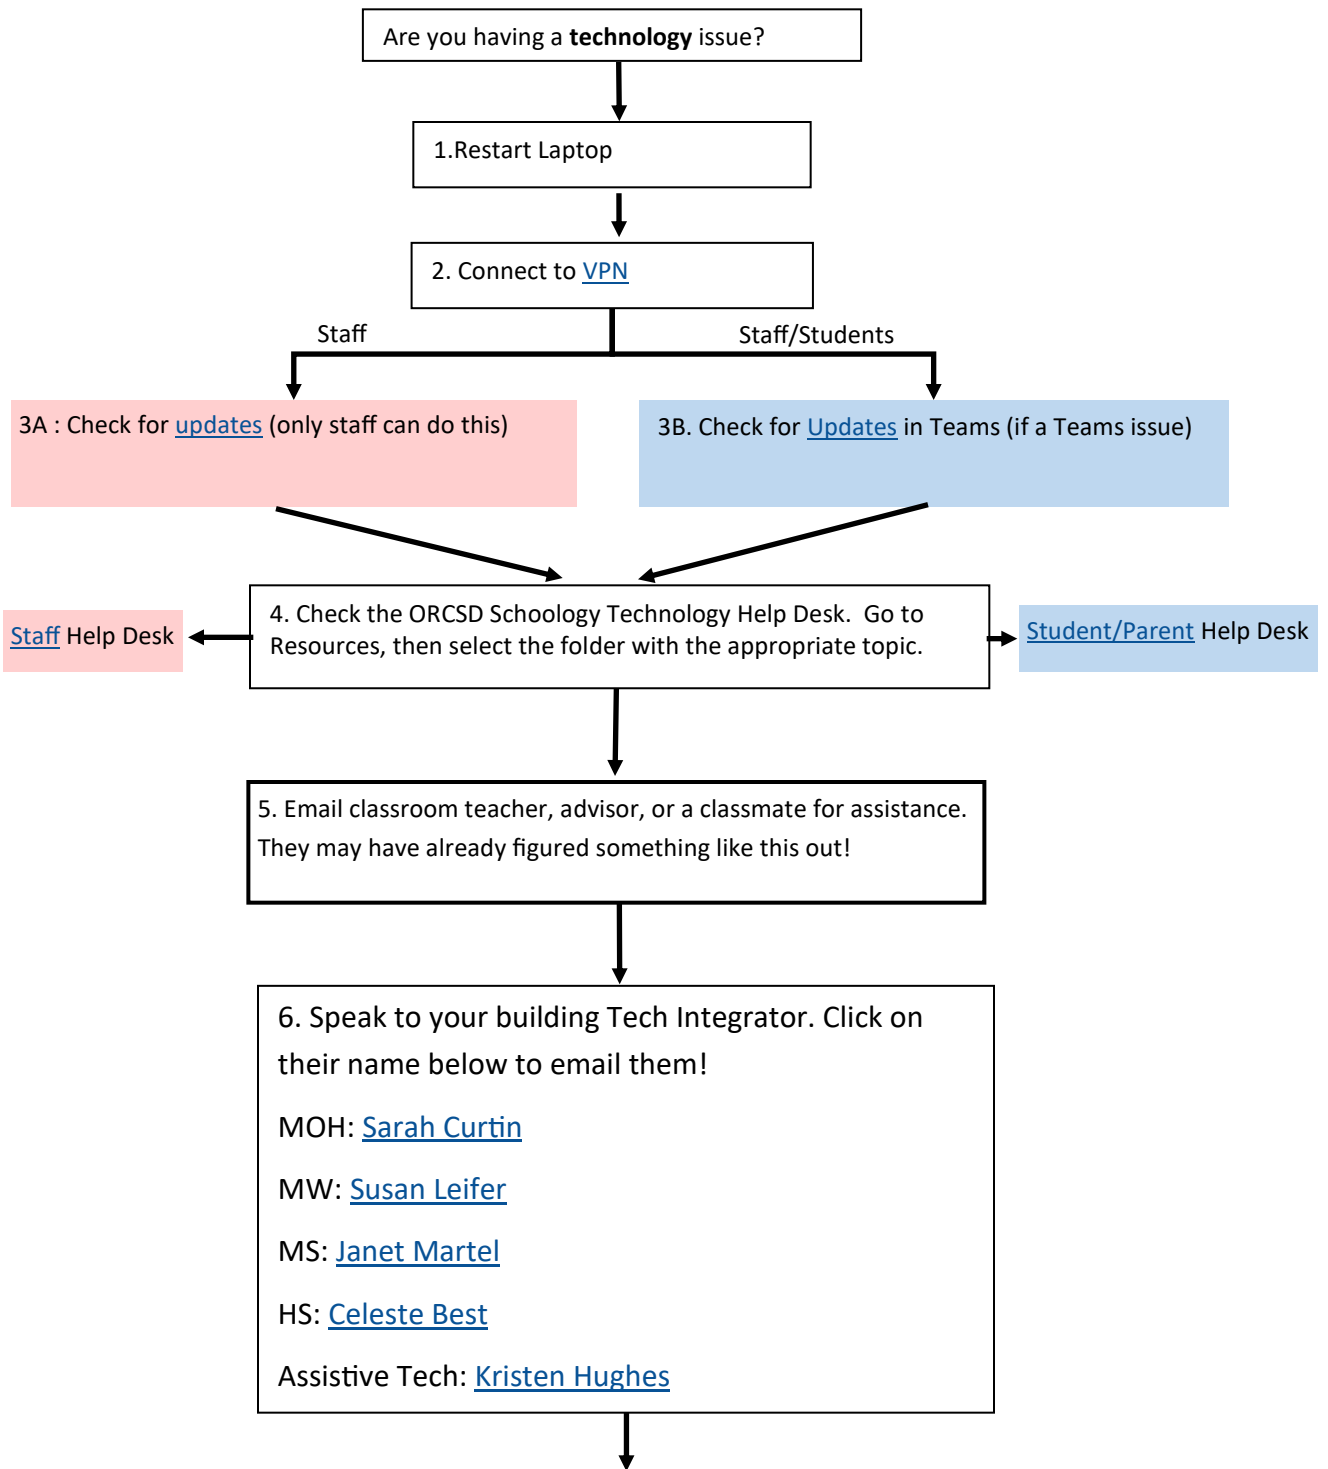 Are you having a technology issue?
1.Restart Laptop
2. Connect to VPN
Staff
Staff/Students
3A : Check for updates (only staff can do this)
3B. Check for Updates in Teams (if a Teams issue)
4. Check the ORCSD Schoology Technology Help Desk.  Go to
Resources, then select the folder with the appropriate topic.
Staff Help Desk
Student/Parent Help Desk
5. Email classroom teacher, advisor, or a classmate for assistance.
They may have already figured something like this out!
6. Speak to your building Tech Integrator. Click on
their name below to email them!
MOH: Sarah Curtin
MW: Susan Leifer
MS: Janet Martel
HS: Celeste Best
Assistive Tech: Kristen Hughes